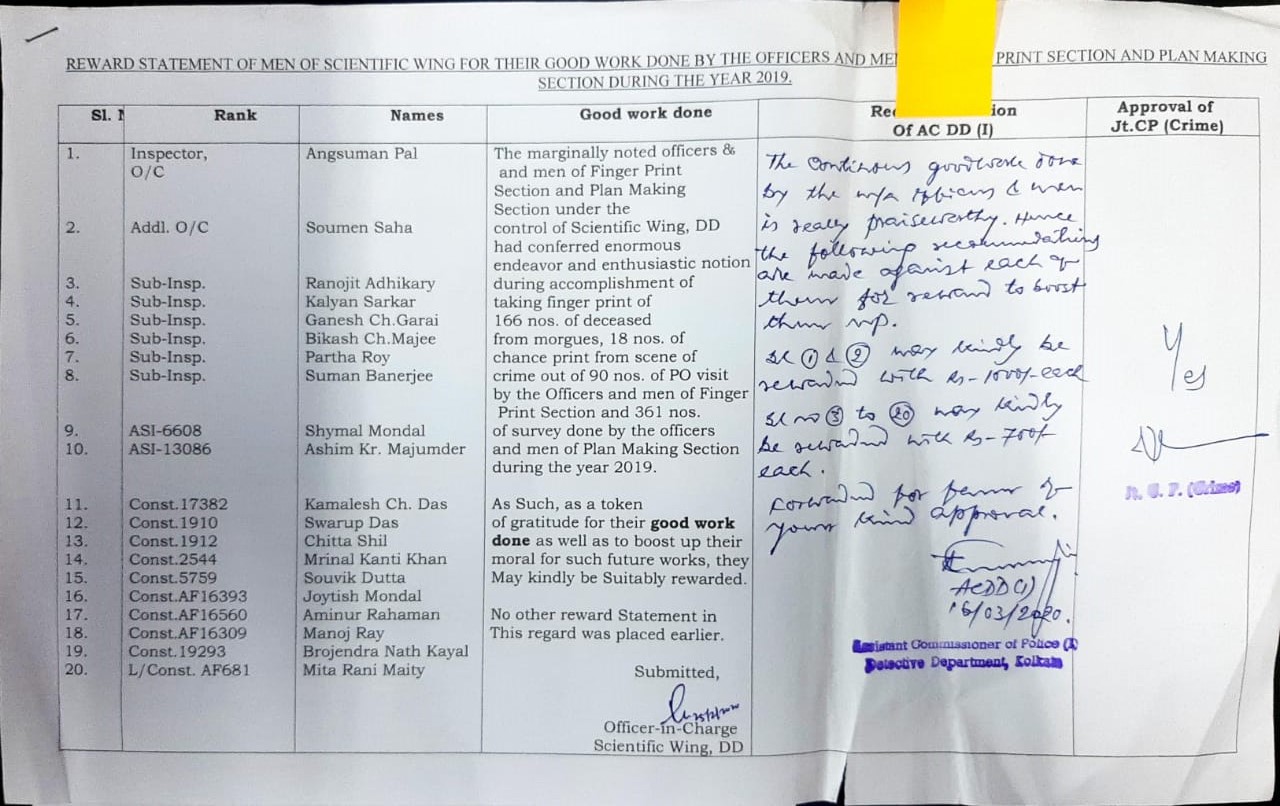 REWARD STATEMENT OF MEN OF SCIENTIFIC WING FOR THEIR GOOD WORK DONE BY THE OFFICERS AND ME PRINT SECTION AND PLAN MAKING
SECTION DURING THE YEAR 2019.
Sl. Rank Names Good work done Re ion Of AC DD (I) Approval of Jt.CP (Crime)
1. Inspector, O/C Angsuman Pal
2. Addl. O/C Soumen Saha
3. Sub-Insp. Ranojit Adhikary
4. Sub-Insp. Kalyan Sarkar
5. Sub-Insp. Ganesh Ch.Garai
6. Sub-Insp. Bikash Ch.Majee
7. Sub-Insp. Partha Roy
8. Sub-Insp. Suman Banerjee
9. ASI-6608 Shymal Mondal
10. ASI-13086 Ashim Kr. Majumder
11. Const.17382 Kamalesh Ch. Das
12. Const.1910 Swarup Das
13. Const.1912 Chitta Shil
14. Const.2544 Mrinal Kanti Khan
15. Const.5759 Souvik Dutta
16. Const.AF16393 Joytish Mondal
17. Const.AF16560 Aminur Rahaman
18. Const.AF16309 Manoj Ray
19. Const.19293 Brojendra Nath Kayal
20. L/Const. AF681 Mita Rani Maity
The marginally noted officers &
and men of Finger Print
Section and Plan Making
Section under the
control of Scientific Wing, DD
had conferred enormous
endeavor and enthusiastic notion
during accomplishment of
taking finger print of
166 nos. of deceased
from morgues, 18 nos. of
chance print from scene of
crime out of 90 nos. of PO visit
by the Officers and men of Finger
Print Section and 361 nos.
of survey done by the officers
and men of Plan Making Section
during the year 2019.
As Such, as a token
of gratitude for their good work
done as well as to boost up their
moral for such future works, they
May kindly be Suitably rewarded.
No other reward Statement in
This regard was placed earlier.
Submitted,
Officer-in-Charge
Scientific Wing, DD
The continuous goodwork done
by the officers & men
is really praiseworthy. Hence
the following recommendations
are made against each of
them for reward to boost
them up.
Sl 1 & 2 may kindly be
rewarded with Rs-1000/-each
Sl no 3 to 20 may kindly
be rewarded with Rs-700/-
each.
Forwarded for favour of
your kind approval.
ACDD(I)
16/03/2020.
Assistant Commissioner of Police (I)
Detective Department, Kolkata
Yes
(Crime)